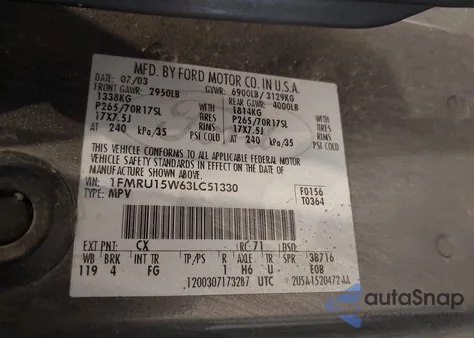 MFD. BY FORD MOTOR CO. IN U.S.A.
DATE: 07/03 GVWR: 6900LB / 3129KG
FRONT GAWR: 2950LB REAR GAWR: 4000LB
1338KG WITH 1814KG WITH
P265/70R17SL TIRES P265/70R17SL TIRES
17X7.5J RIMS 17X7.5J RIMS
AT 240 kPa/35 PSI COLD AT 240 kPa/35 PSI COLD
THIS VEHICLE CONFORMS TO ALL APPLICABLE FEDERAL MOTOR
VEHICLE SAFETY STANDARDS IN EFFECT ON THE DATE OF
MANUFACTURE SHOWN ABOVE.
VIN: 1FMRU15W63LC51330 F0156
TYPE: MPV T0364
EXT PNT: CX RC: 71 DSO:
WB BRK INT TR TP/PS R AXLE TR SPR 38716
119 4 FG 1 H6 U E0B
1200307173287 UTC 2U5A-1520472-AA
Ford
autoSnap